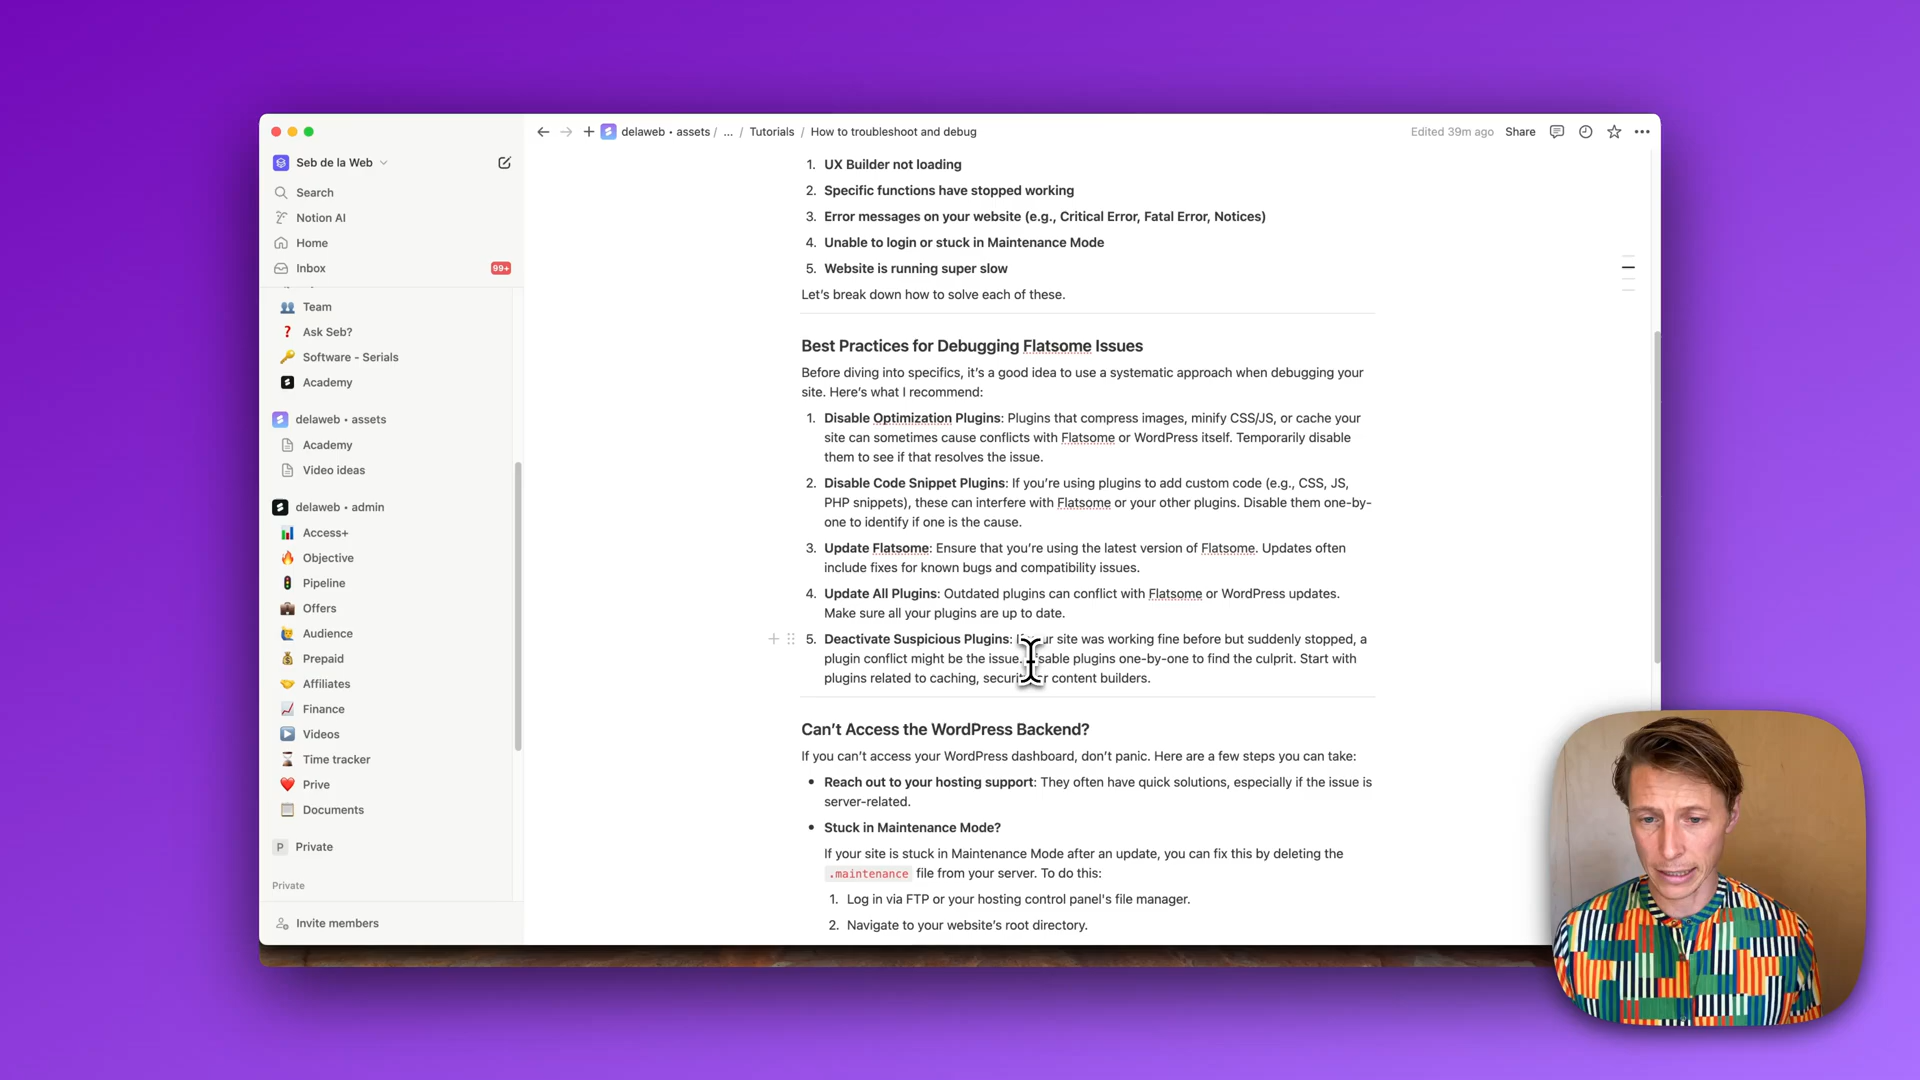 Seb de la Web
Search
Notion AI
Home
Inbox
99+
Team
Ask Seb?
Software - Serials
Academy
delaweb • assets
Academy
Video ideas
delaweb • admin
Access+
Objective
Pipeline
Offers
Audience
Prepaid
Affiliates
Finance
Videos
Time tracker
Prive
Documents
P Private
Private
Invite members
delaweb • assets / ... / Tutorials / How to troubleshoot and debug
Edited 39m ago Share
1. UX Builder not loading
2. Specific functions have stopped working
3. Error messages on your website (e.g., Critical Error, Fatal Error, Notices)
4. Unable to login or stuck in Maintenance Mode
5. Website is running super slow
Let's break down how to solve each of these.
Best Practices for Debugging Flatsome Issues
Before diving into specifics, it's a good idea to use a systematic approach when debugging your
site. Here's what I recommend:
1. Disable Optimization Plugins: Plugins that compress images, minify CSS/JS, or cache your
site can sometimes cause conflicts with Flatsome or WordPress itself. Temporarily disable
them to see if that resolves the issue.
2. Disable Code Snippet Plugins: If you're using plugins to add custom code (e.g., CSS, JS,
PHP snippets), these can interfere with Flatsome or your other plugins. Disable them one-by-
one to identify if one is the cause.
3. Update Flatsome: Ensure that you're using the latest version of Flatsome. Updates often
include fixes for known bugs and compatibility issues.
4. Update All Plugins: Outdated plugins can conflict with Flatsome or WordPress updates.
Make sure all your plugins are up to date.
5. Deactivate Suspicious Plugins: site was working fine before but suddenly stopped, a
plugin conflict might be the issue. plugins one-by-one to find the culprit. Start with
plugins related to caching, content builders.
Can't Access the WordPress Backend?
If you can't access your WordPress dashboard, don't panic. Here are a few steps you can take:
• Reach out to your hosting support: They often have quick solutions, especially if the issue is
server-related.
• Stuck in Maintenance Mode?
If your site is stuck in Maintenance Mode after an update, you can fix this by deleting the
.maintenance file from your server. To do this:
1. Log in via FTP or your hosting control panel's file manager.
2. Navigate to your website's root directory.